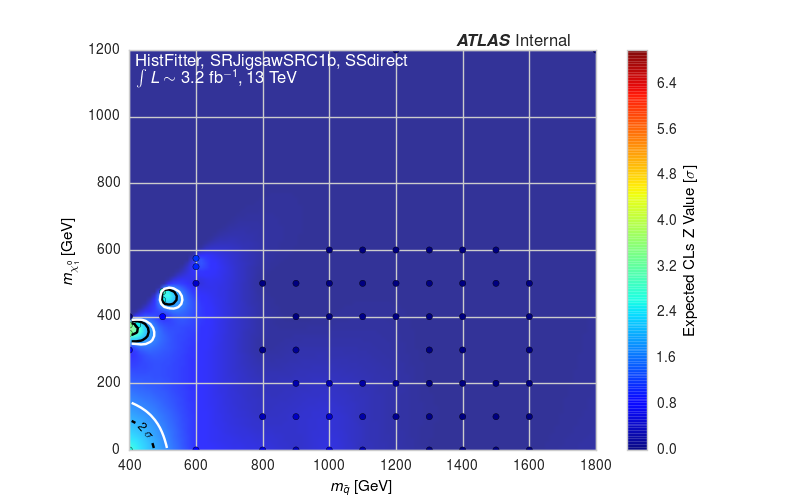 ATLAS Internal
HistFitter, SRJigsawSRC1b, SSdirect
∫ L ∼ 3.2 fb⁻¹, 13 TeV
1200
1000
800
600
400
200
0
m_χ̃₁⁰ [GeV]
2 σ
400 600 800 1000 1200 1400 1600 1800
m_q̃ [GeV]
6.4
5.6
4.8
4.0
3.2
2.4
1.6
0.8
0.0
Expected CLs Z Value [σ]